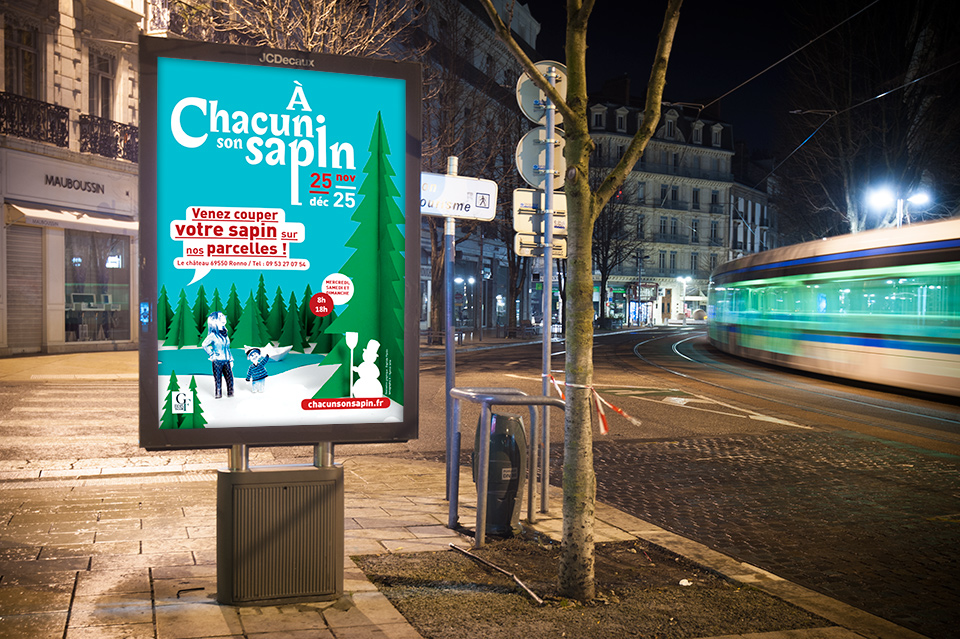 JCDecaux
À
Chacun
son sapin
25 nov
déc 25
MAUBOUSSIN
Venez couper
votre sapin sur
nos parcelles !
Le château 69550 Ronno / Tel : 09 53 27 07 54
MERCREDI,
SAMEDI ET
DIMANCHE
8h
18h
chacunsonsapin.fr